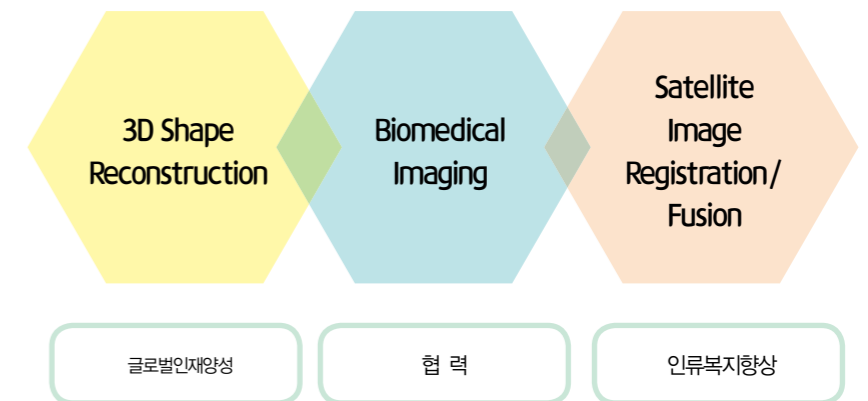 3D Shape
Reconstruction
Biomedical
Imaging
Satellite
Image
Registration/
Fusion
글로벌인재양성
협 력
인류복지향상